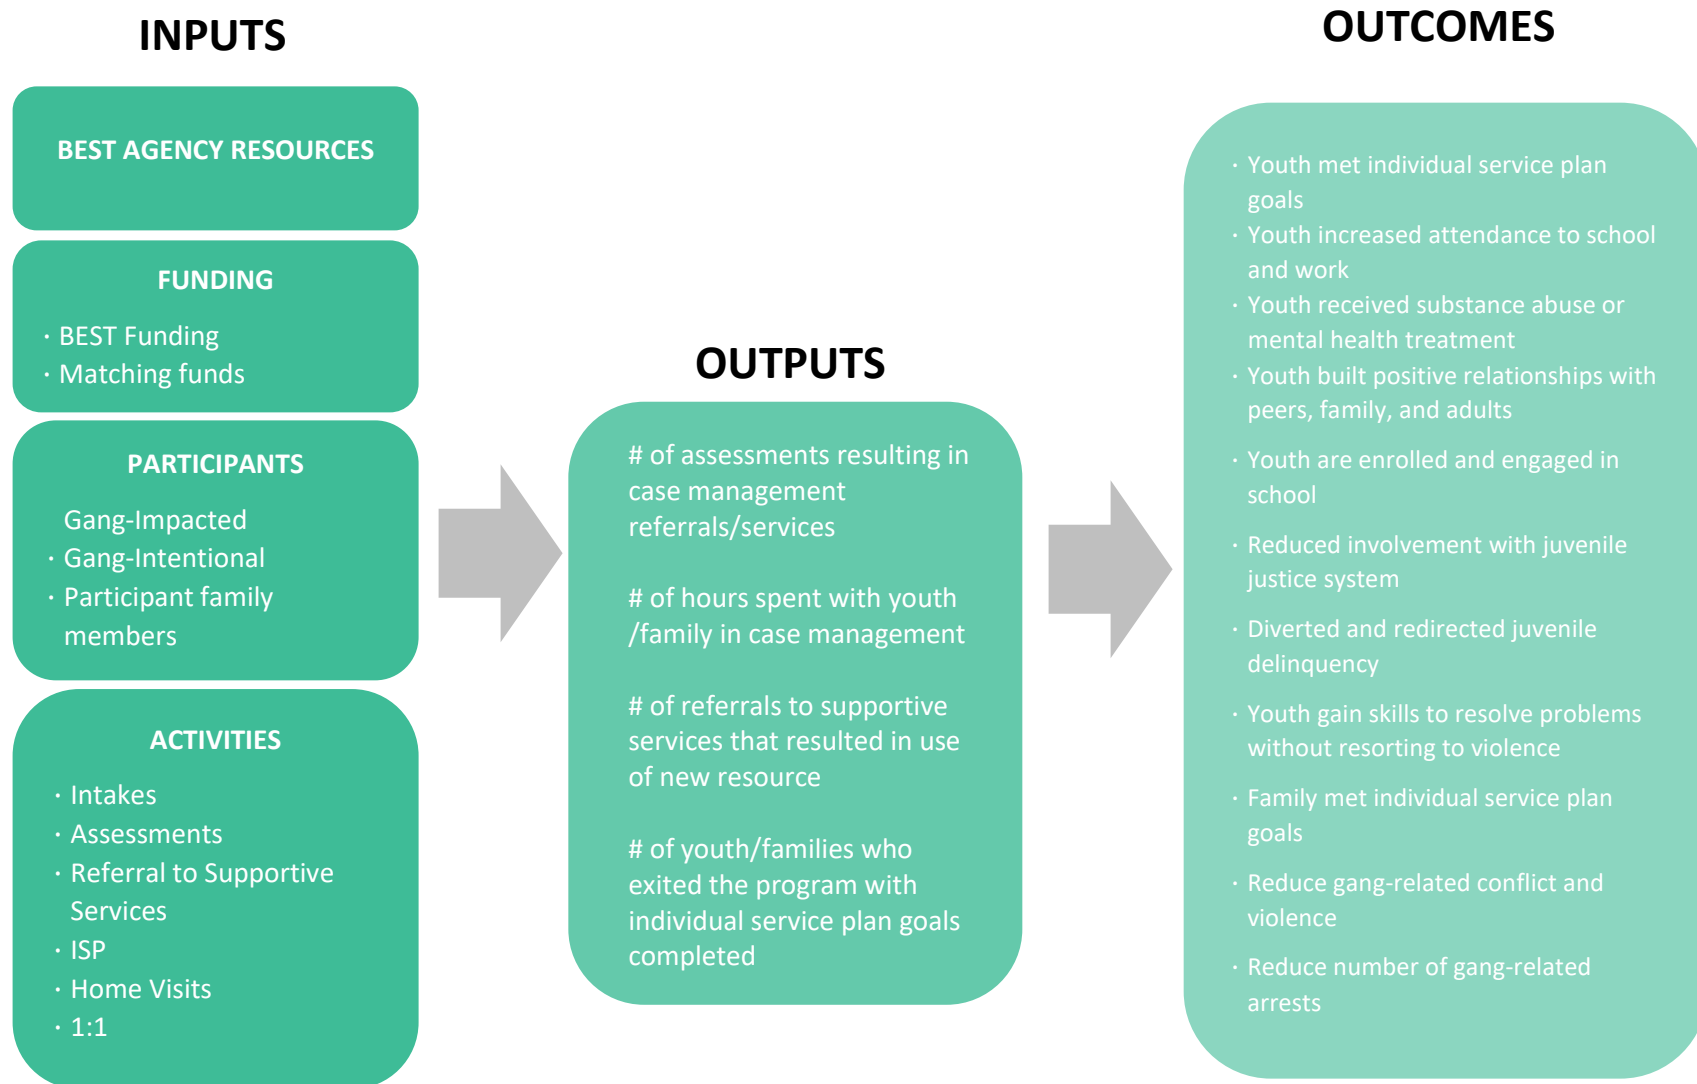 INPUTS
BEST AGENCY RESOURCES
FUNDING
· BEST Funding
· Matching funds
PARTICIPANTS
Gang-Impacted
· Gang-Intentional
· Participant family
members
ACTIVITIES
· Intakes
· Assessments
· Referral to Supportive
Services
· ISP
· Home Visits
· 1:1
OUTPUTS
# of assessments resulting in
case management
referrals/services
# of hours spent with youth
/family in case management
# of referrals to supportive
services that resulted in use
of new resource
# of youth/families who
exited the program with
individual service plan goals
completed
OUTCOMES
· Youth met individual service plan
goals
· Youth increased attendance to school
and work
· Youth received substance abuse or
mental health treatment
· Youth built positive relationships with
peers, family, and adults
· Youth are enrolled and engaged in
school
· Reduced involvement with juvenile
justice system
· Diverted and redirected juvenile
delinquency
· Youth gain skills to resolve problems
without resorting to violence
· Family met individual service plan
goals
· Reduce gang-related conflict and
violence
· Reduce number of gang-related
arrests